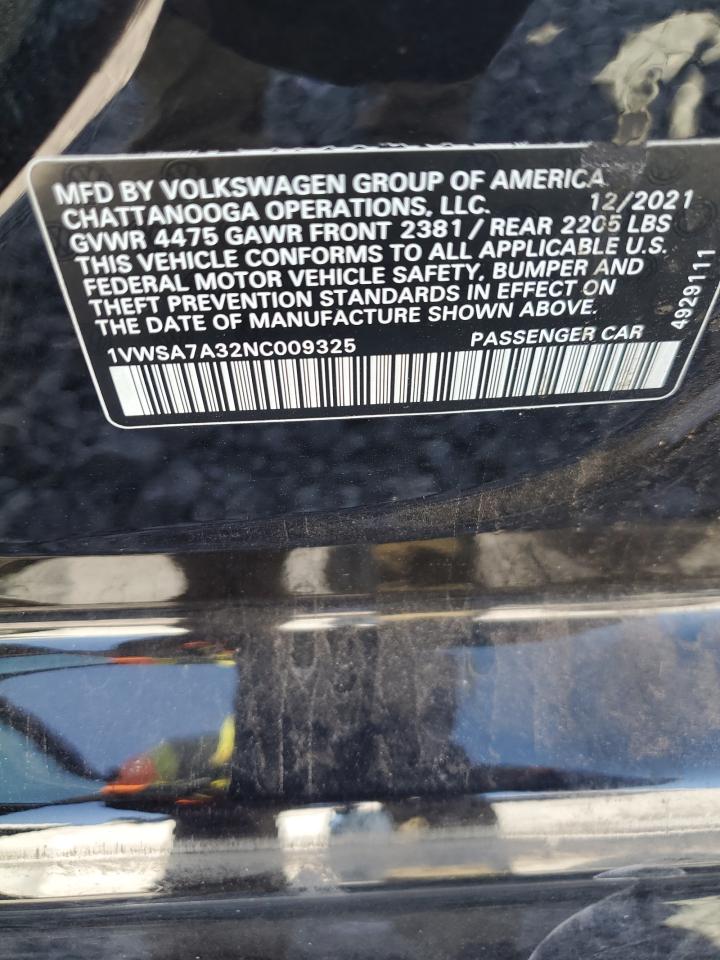 MFD BY VOLKSWAGEN GROUP OF AMERICA
CHATTANOOGA OPERATIONS, LLC. 12/2021
GVWR 4475 GAWR FRONT 2381 / REAR 2205 LBS
THIS VEHICLE CONFORMS TO ALL APPLICABLE U.S.
FEDERAL MOTOR VEHICLE SAFETY, BUMPER AND
THEFT PREVENTION STANDARDS IN EFFECT ON
THE DATE OF MANUFACTURE SHOWN ABOVE.
1VWSA7A32NC009325 PASSENGER CAR
4929111